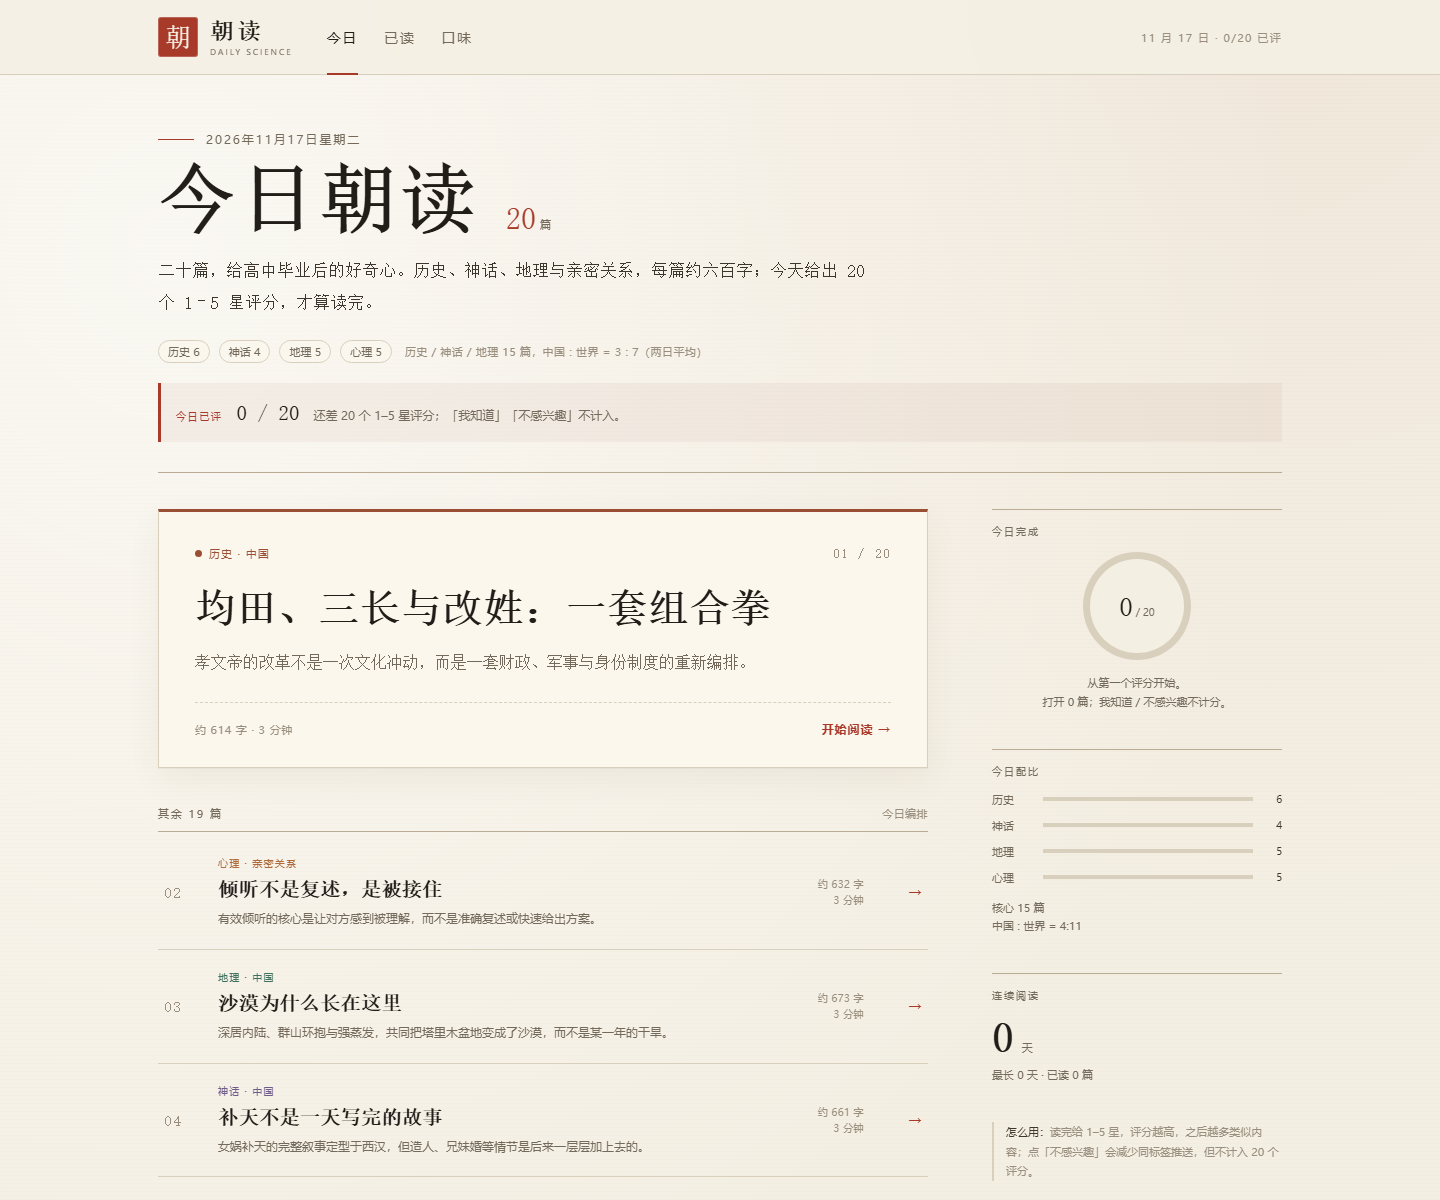 朝
朝读
DAILY SCIENCE
今日
已读
口味
11 月 17 日 · 0/20 已评
2026年11月17日星期二
今日朝读
20 篇
二十篇，给高中毕业后的好奇心。历史、神话、地理与亲密关系，每篇约六百字；今天给出 20
个 1–5 星评分，才算读完。
历史 6
神话 4
地理 5
心理 5
历史 / 神话 / 地理 15 篇，中国 : 世界 = 3 : 7（两日平均）
今日已评
0 / 20
还差 20 个 1–5 星评分；「我知道」「不感兴趣」不计入。
历史 · 中国
01 / 20
均田、三长与改姓：一套组合拳
孝文帝的改革不是一次文化冲动，而是一套财政、军事与身份制度的重新编排。
约 614 字 · 3 分钟
开始阅读 →
其余 19 篇
今日编排
02
心理 · 亲密关系
倾听不是复述，是被接住
有效倾听的核心是让对方感到被理解，而不是准确复述或快速给出方案。
约 632 字
3 分钟
→
03
地理 · 中国
沙漠为什么长在这里
深居内陆、群山环抱与强蒸发，共同把塔里木盆地变成了沙漠，而不是某一年的干旱。
约 673 字
3 分钟
→
04
神话 · 中国
补天不是一天写完的故事
女娲补天的完整叙事定型于西汉，但造人、兄妹婚等情节是后来一层层加上去的。
约 661 字
3 分钟
→
今日完成
0 / 20
从第一个评分开始。
打开 0 篇；我知道 / 不感兴趣不计分。
今日配比
历史 6
神话 4
地理 5
心理 5
核心 15 篇
中国 : 世界 = 4:11
连续阅读
0 天
最长 0 天 · 已读 0 篇
怎么用：读完给 1–5 星，评分越高，之后越多类似内
容；点「不感兴趣」会减少同标签推送，但不计入 20 个
评分。